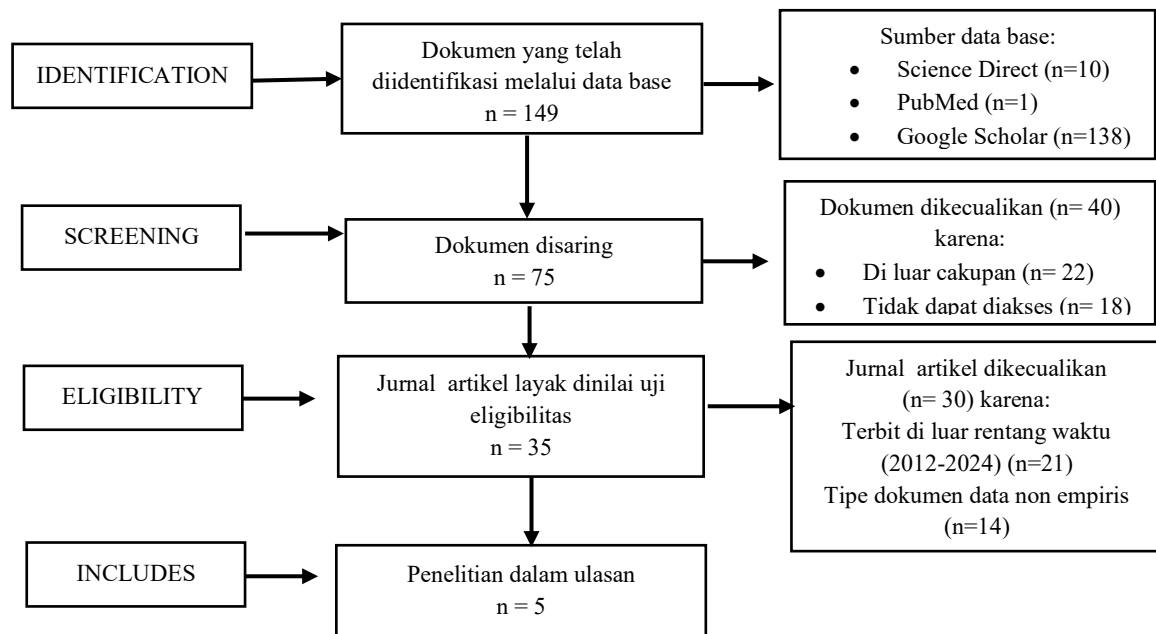 IDENTIFICATION
Dokumen yang telah
diidentifikasi melalui data base
n = 149
Sumber data base:
• Science Direct (n=10)
• PubMed (n=1)
• Google Scholar (n=138)
SCREENING
Dokumen disaring
n = 75
Dokumen dikecualikan (n= 40)
karena:
• Di luar cakupan (n= 22)
• Tidak dapat diakses (n= 18)
ELIGIBILITY
Jurnal artikel layak dinilai uji
eligibilitas
n = 35
Jurnal artikel dikecualikan
(n= 30) karena:
Terbit di luar rentang waktu
(2012-2024) (n=21)
Tipe dokumen data non empiris
(n=14)
INCLUDES
Penelitian dalam ulasan
n = 5